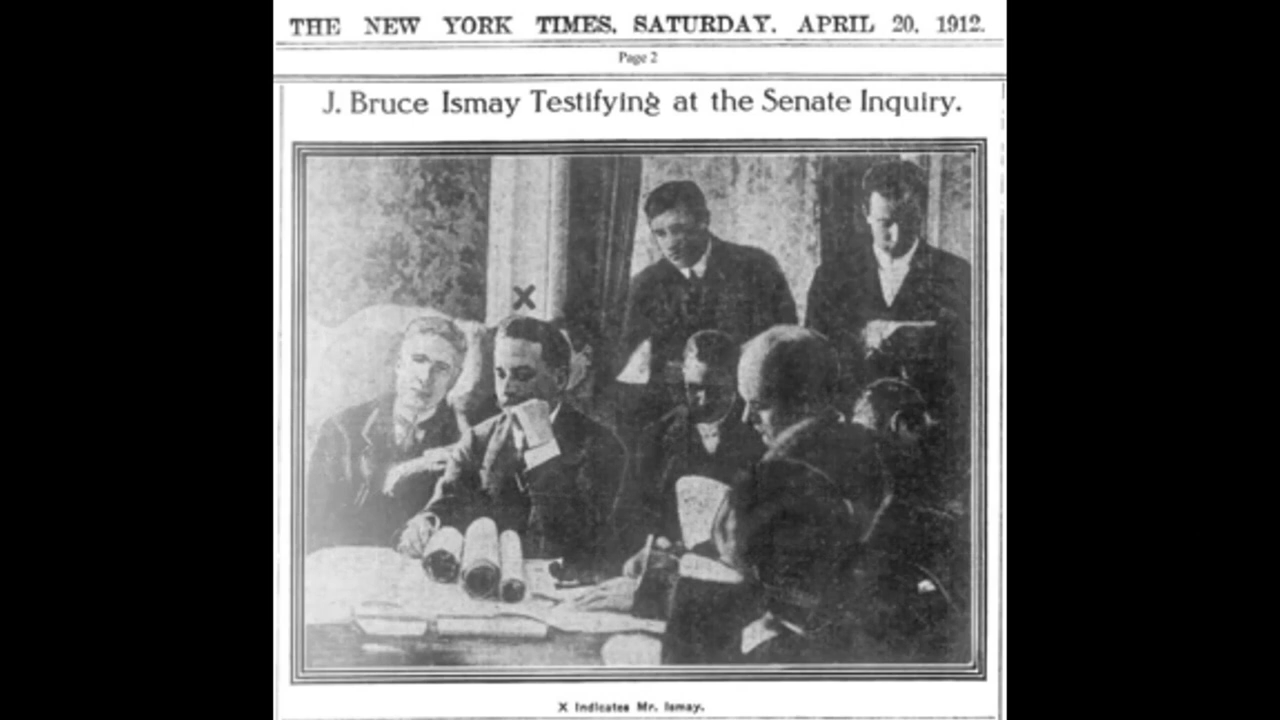 THE NEW YORK TIMES, SATURDAY, APRIL 20, 1912.
Page 2
J. Bruce Ismay Testifying at the Senate Inquiry.
X
X Indicates Mr. Ismay.